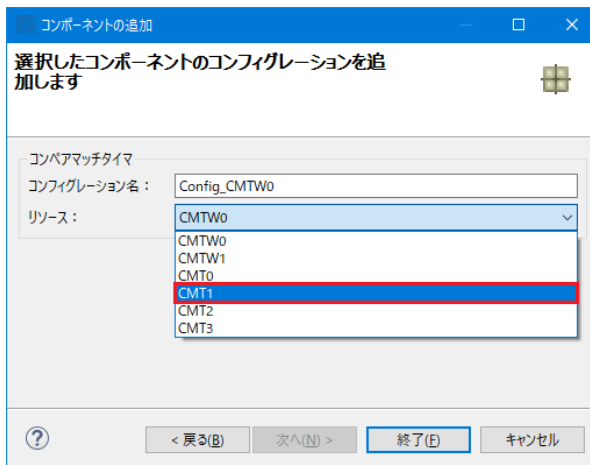 コンポーネントの追加
選択したコンポーネントのコンフィグレーションを追
加します
コンペアマッチタイマ
コンフィグレーション名：
Config_CMTW0
リソース：
CMTW0
CMTW0
CMTW1
CMT0
CMT1
CMT2
CMT3
?
< 戻る(B)
次へ(N) >
終了(F)
キャンセル